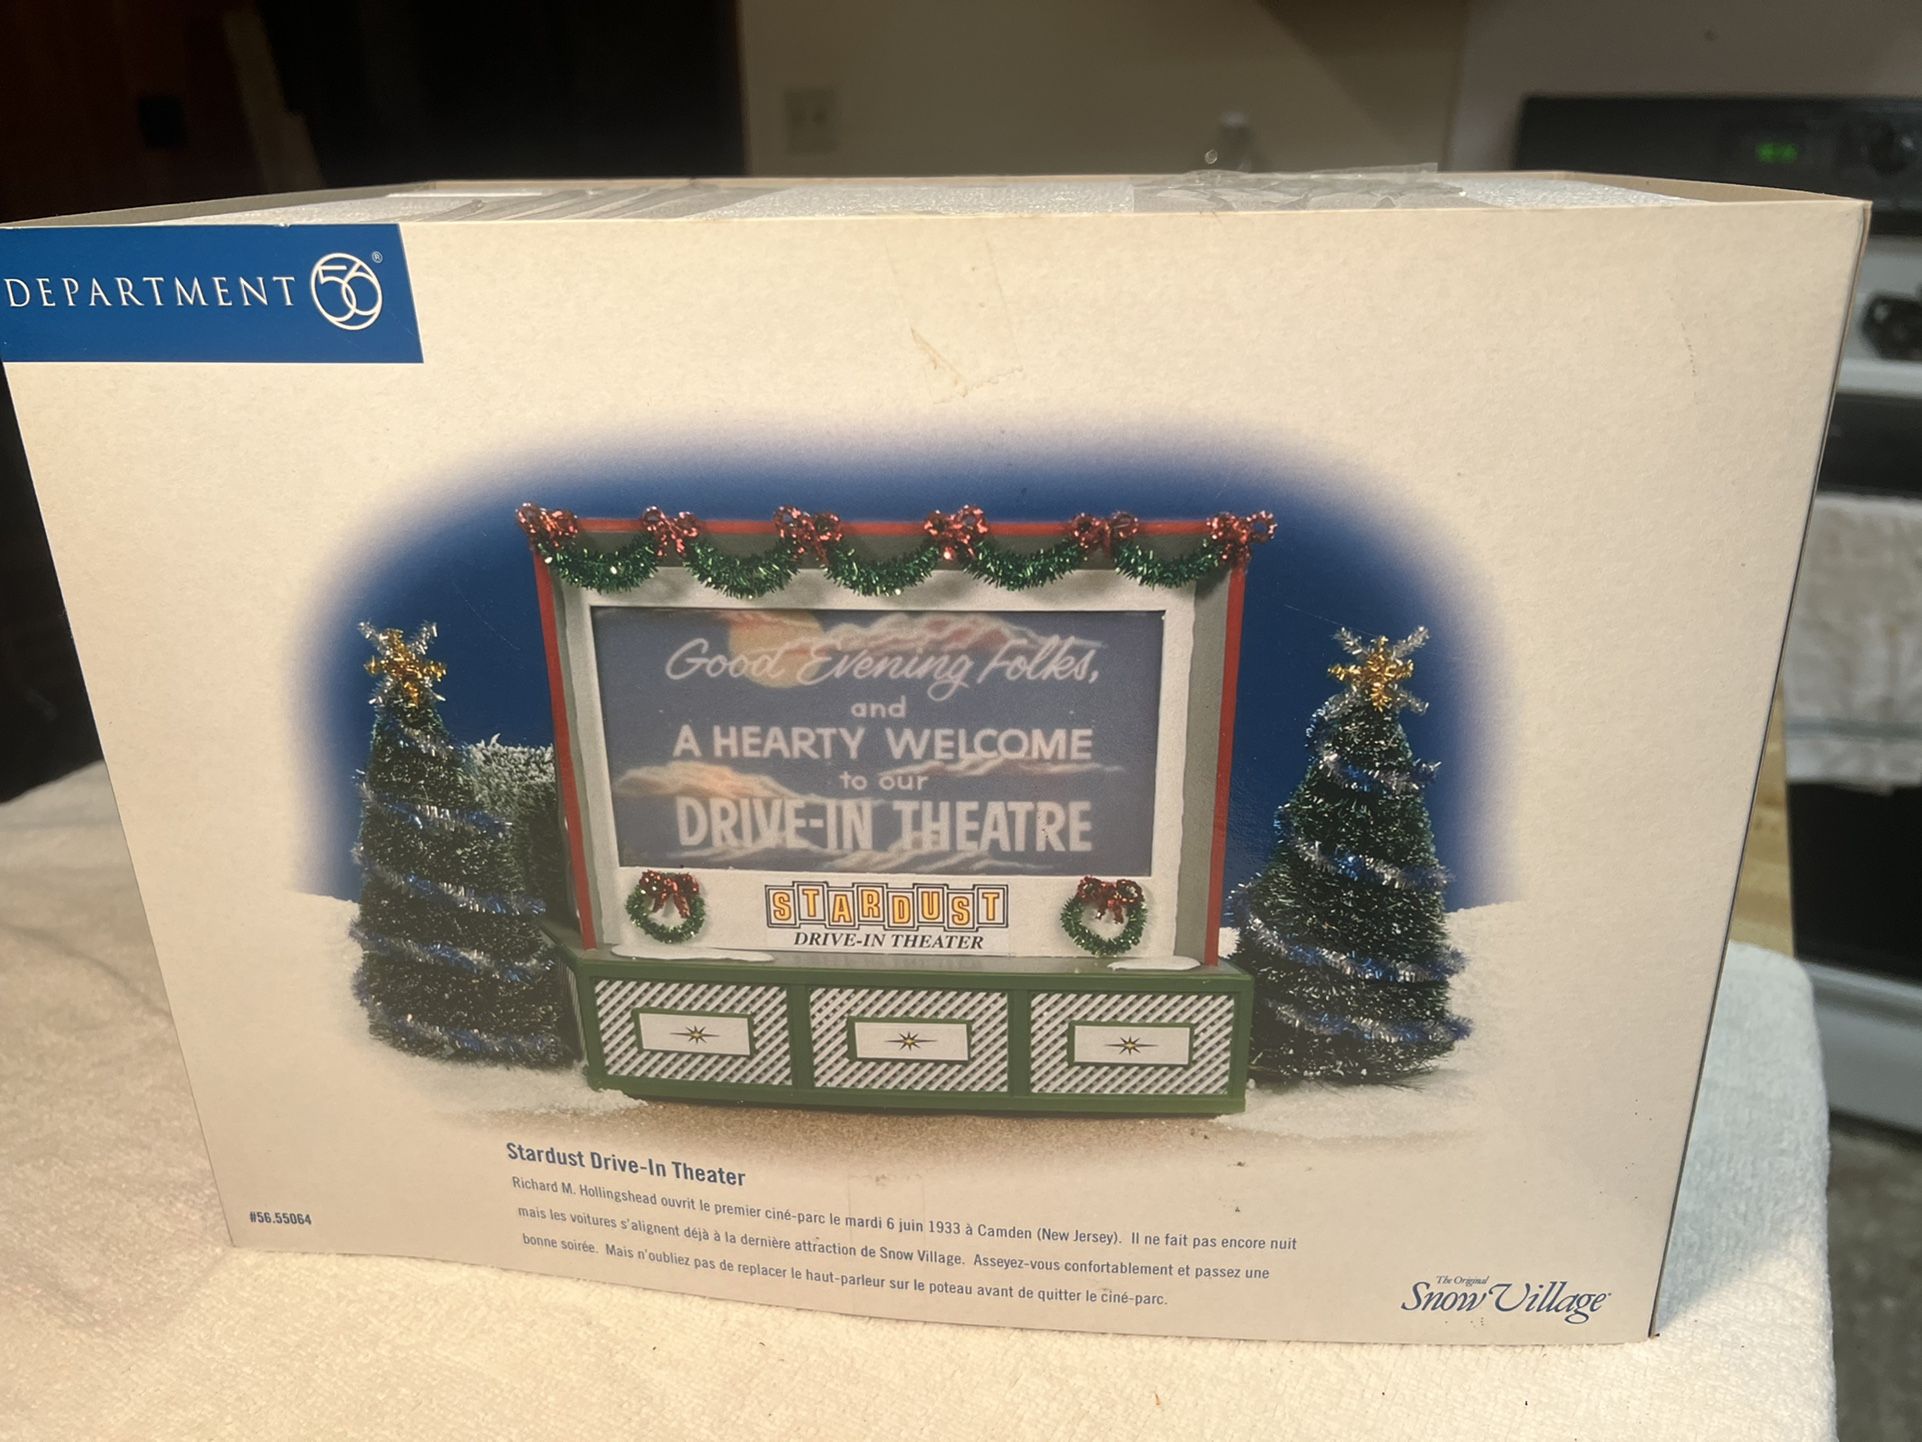 DEPARTMENT 56®
Good Evening Folks,
and
A HEARTY WELCOME
to our
DRIVE-IN THEATRE
STARDUST
DRIVE-IN THEATER
Stardust Drive-In Theater
Richard M. Hollingshead ouvrit le premier ciné-parc le mardi 6 juin 1933 à Camden (New Jersey). Il ne fait pas encore nuit
mais les voitures s'alignent déjà à la dernière attraction de Snow Village. Asseyez-vous confortablement et passez une
bonne soirée. Mais n'oubliez pas de replacer le haut-parleur sur le poteau avant de quitter le ciné-parc.
#56.55064
The Original
Snow Village